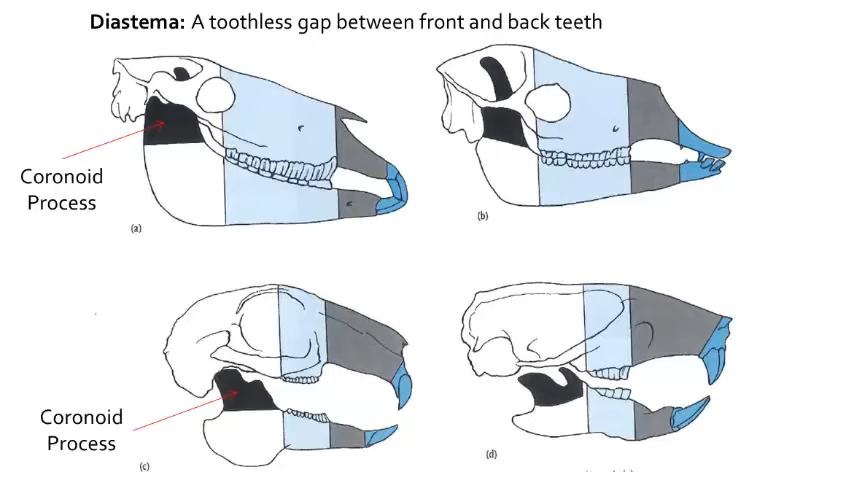 Diastema: A toothless gap between front and back teeth
Coronoid
Process
(a)
(b)
Coronoid
Process
(c)
(d)